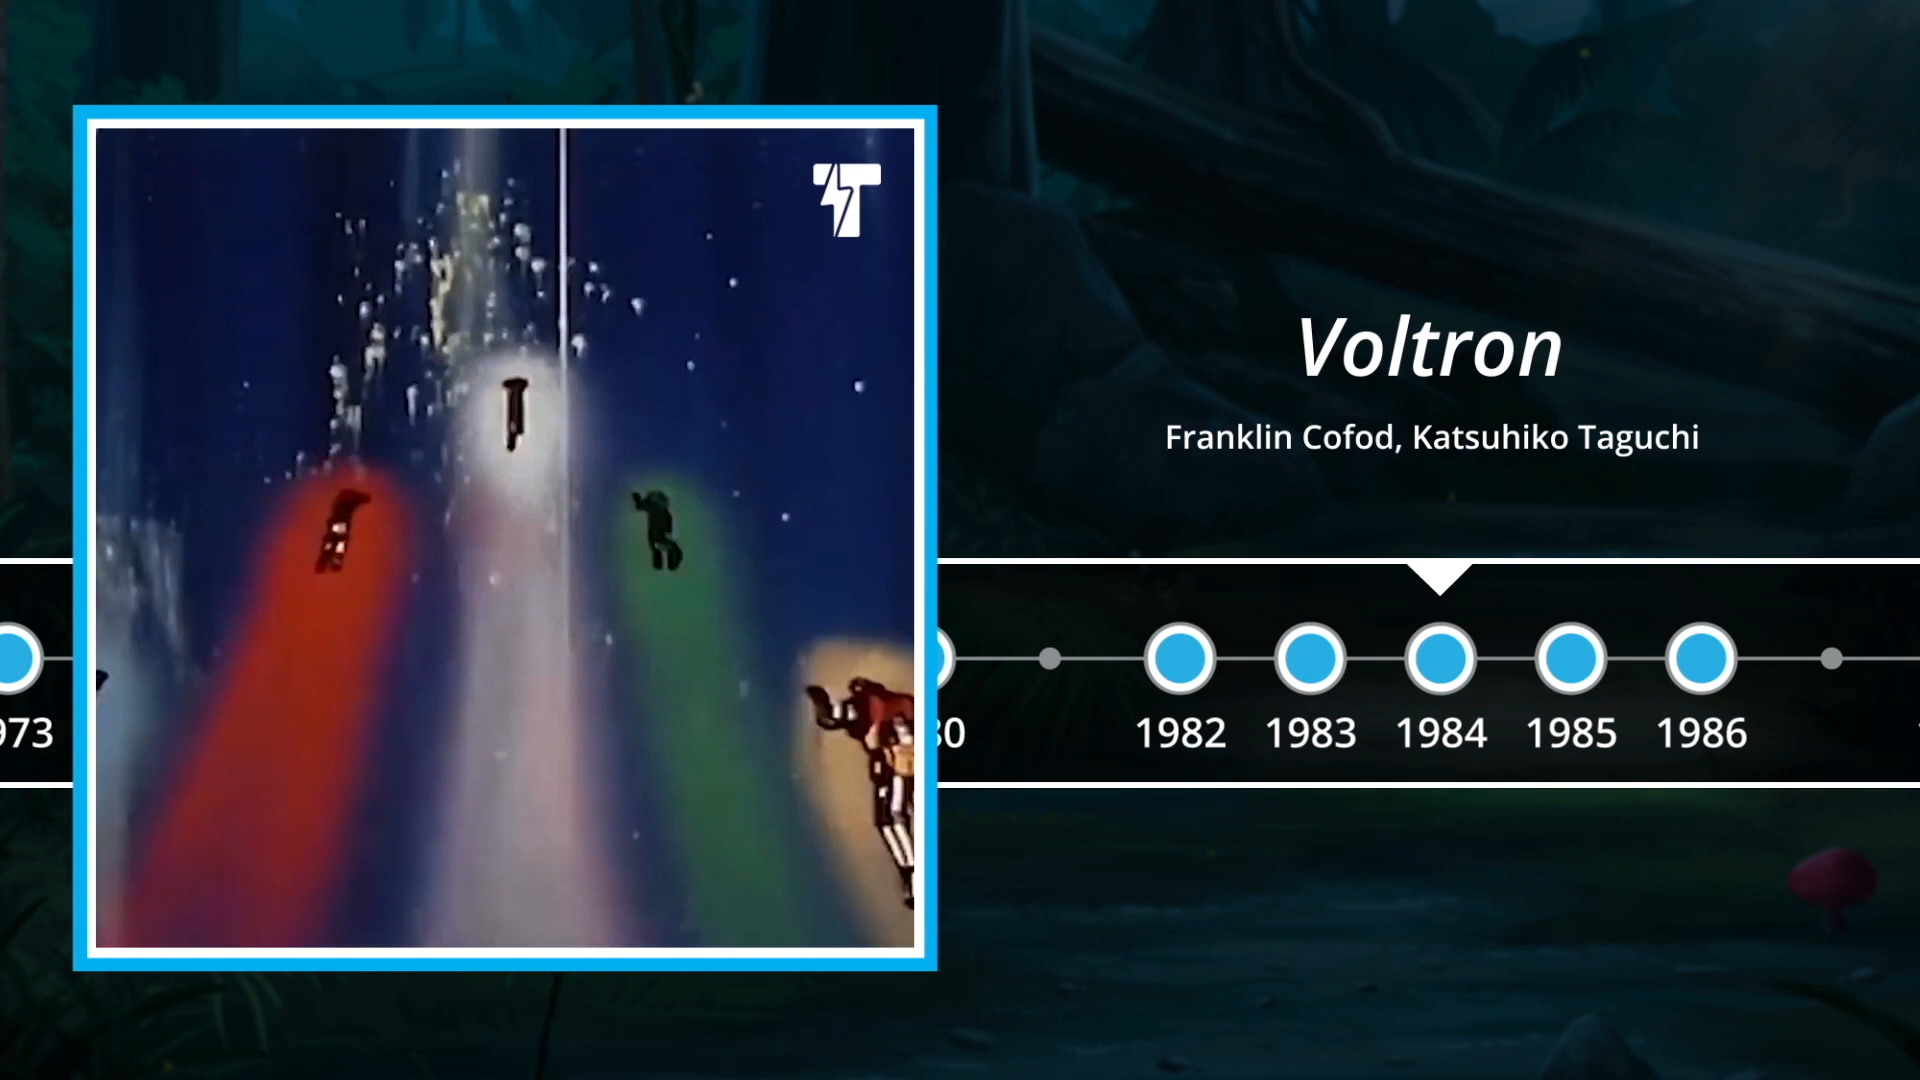 T
Voltron
Franklin Cofod, Katsuhiko Taguchi
1982 1983 1984 1985 1986